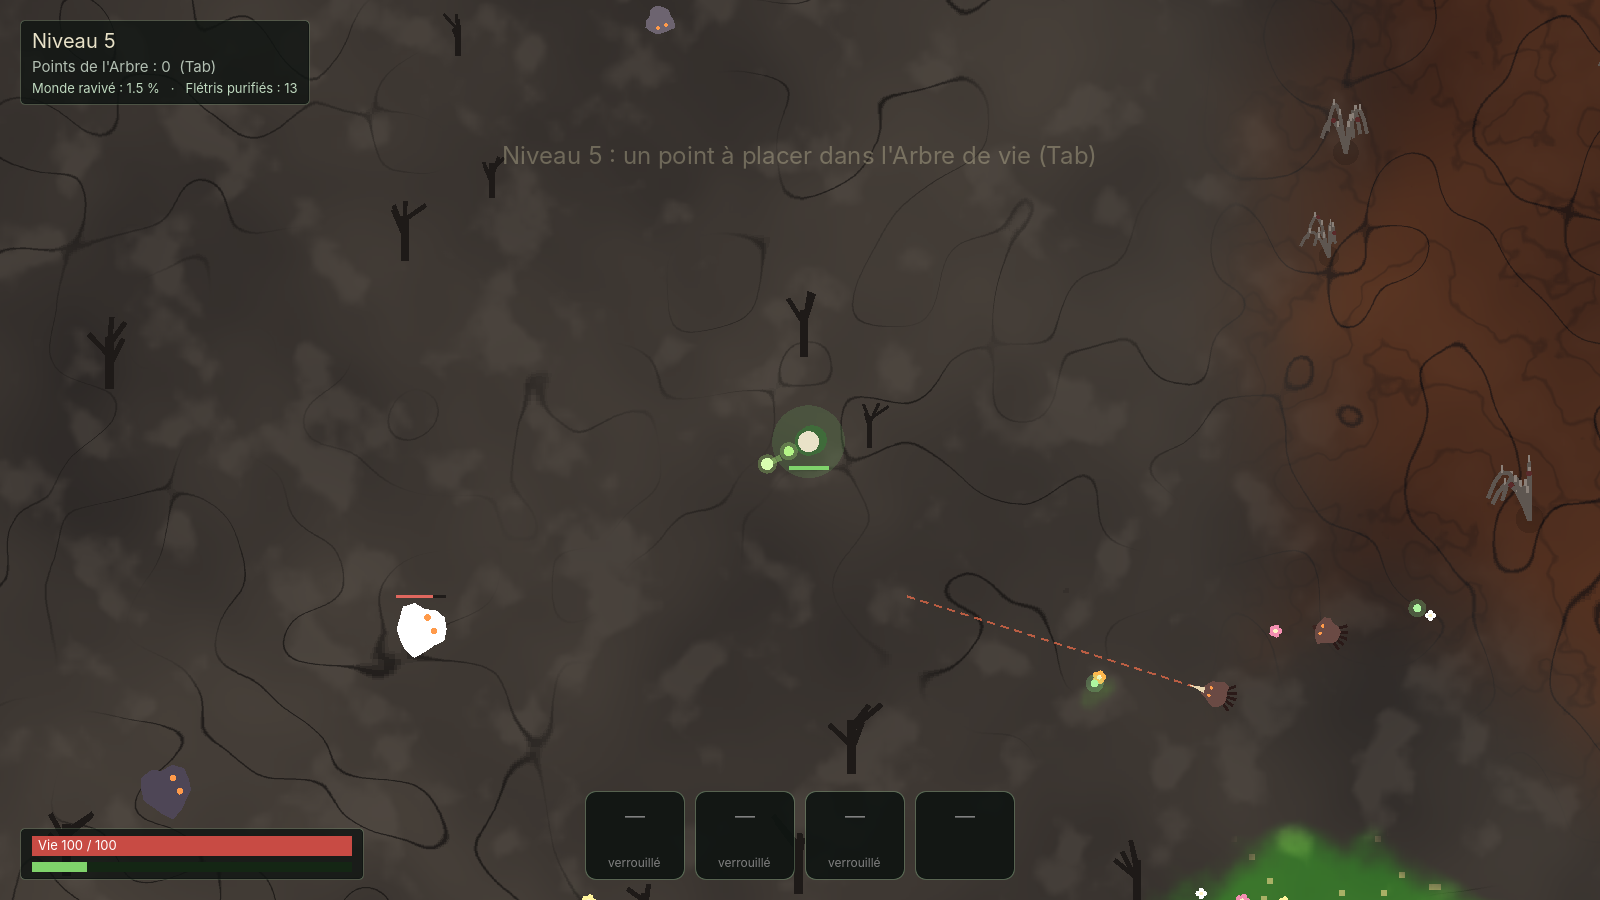 Niveau 5
Points de l'Arbre : 0 (Tab)
Monde ravivé : 1.5 % · Flétris purifiés : 13
Niveau 5 : un point à placer dans l'Arbre de vie (Tab)
Vie 100 / 100
— — — —
verrouillé verrouillé verrouillé